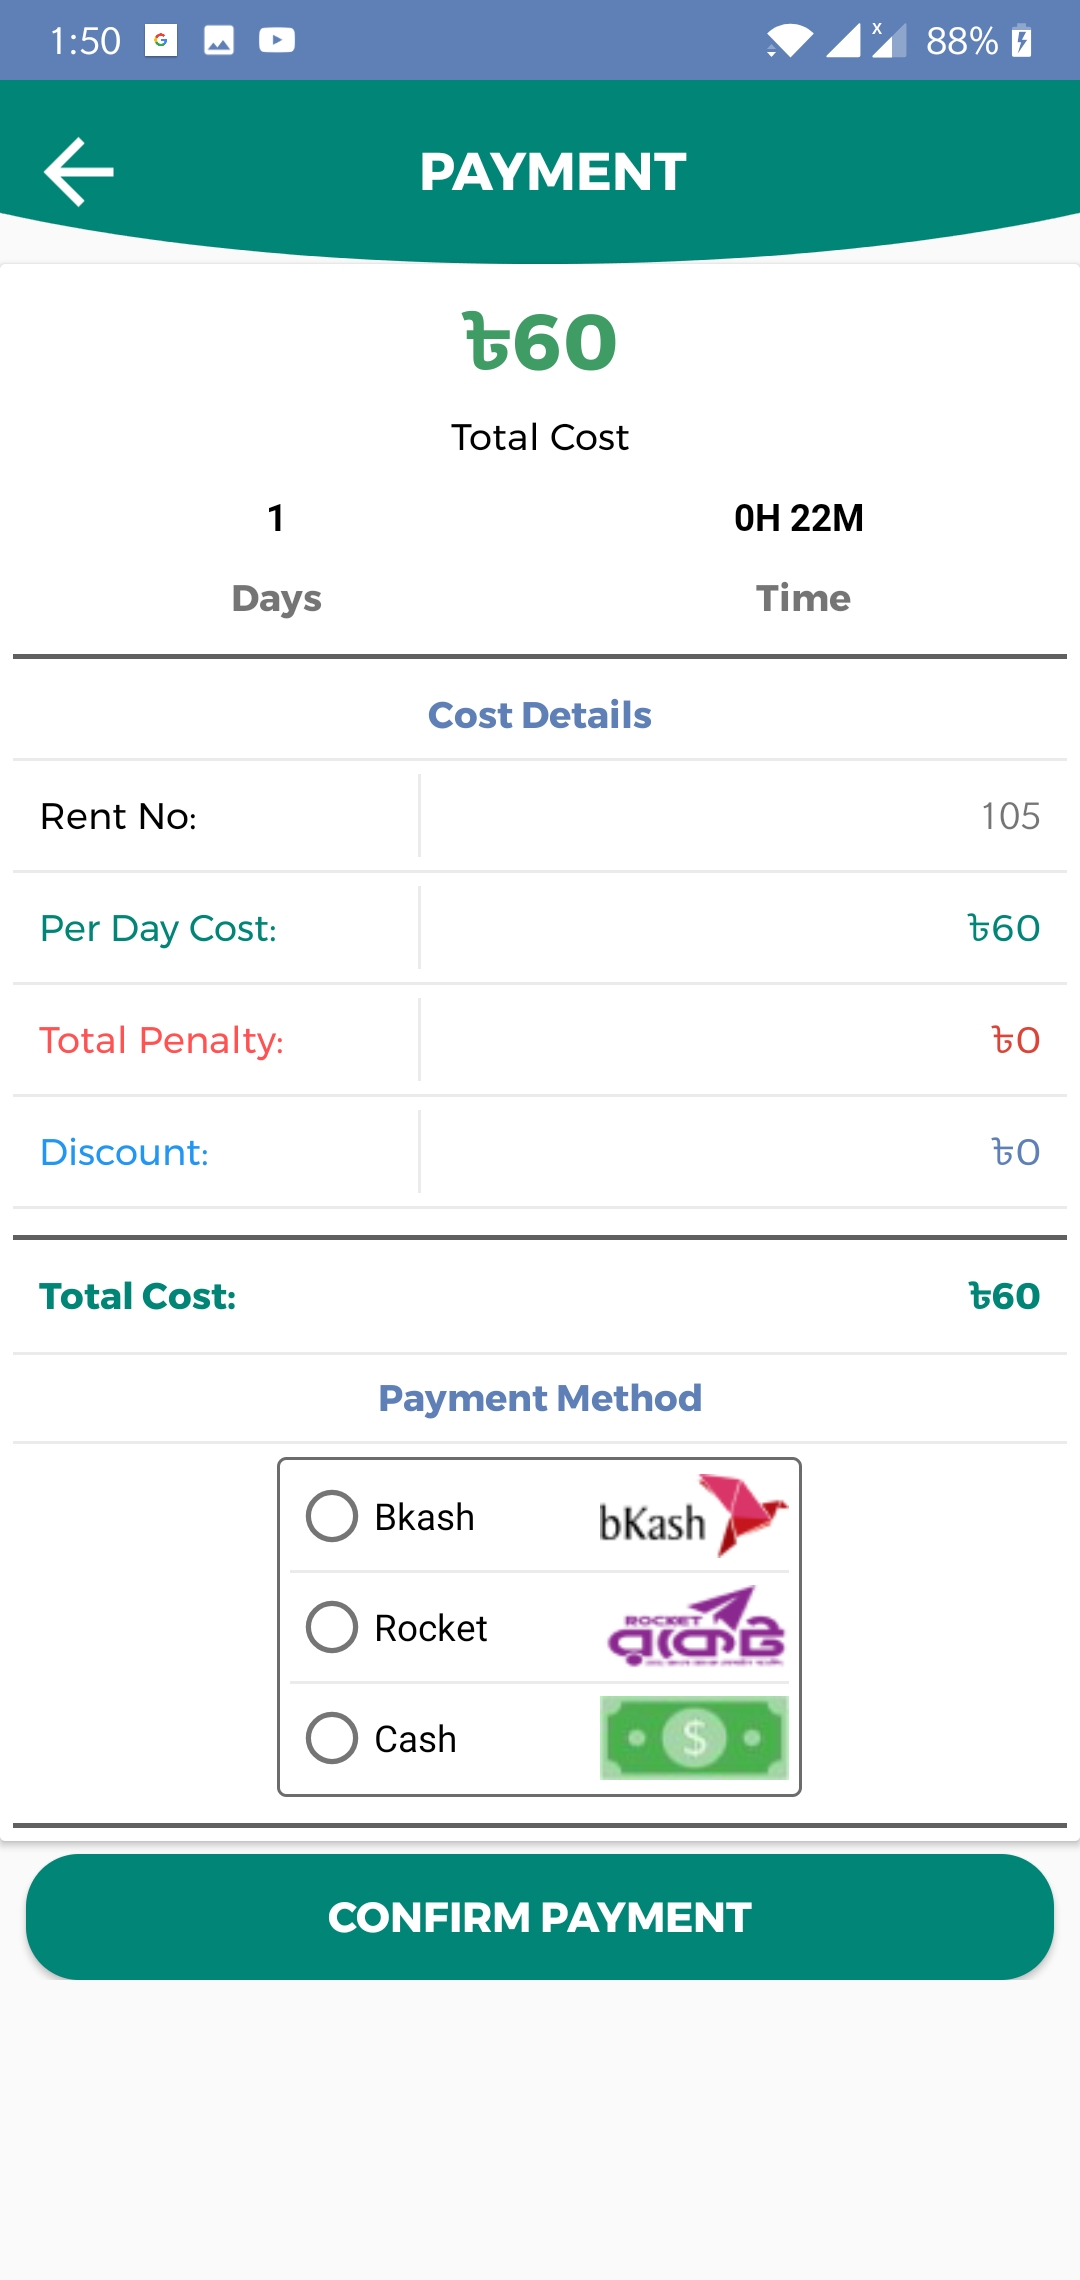 1:50 88%
PAYMENT
৳60
Total Cost
1 0H 22M
Days Time
Cost Details
Rent No: 105
Per Day Cost: ৳60
Total Penalty: ৳0
Discount: ৳0
Total Cost: ৳60
Payment Method
Bkash bKash
Rocket ROCKET
রকেট
Cash $
CONFIRM PAYMENT